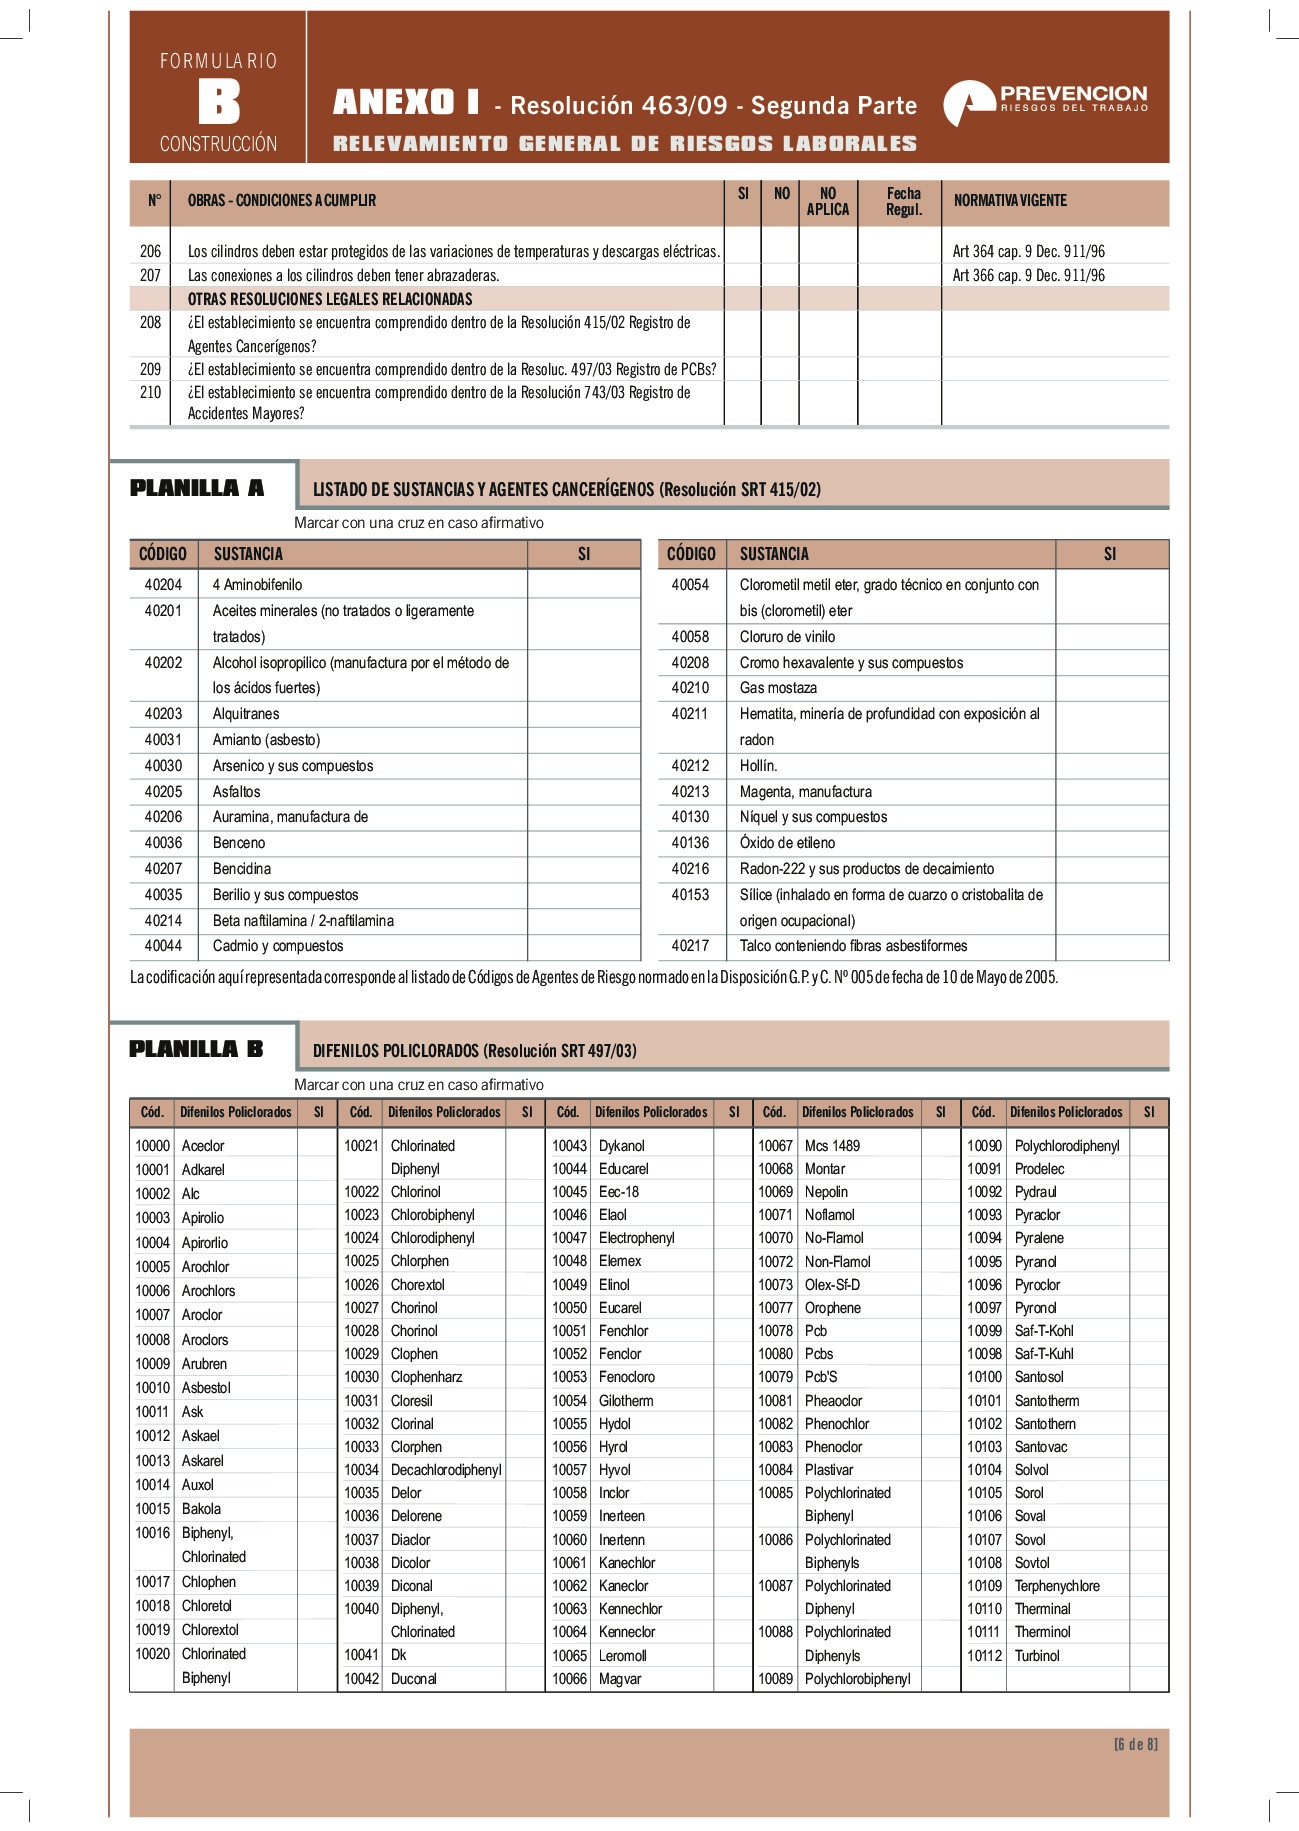 FORMULARIO
B
CONSTRUCCIÓN
ANEXO I - Resolución 463/09 - Segunda Parte
RELEVAMIENTO GENERAL DE RIESGOS LABORALES
PREVENCION
RIESGOS DEL TRABAJO
N° OBRAS - CONDICIONES A CUMPLIR SI NO NO APLICA Fecha Regul. NORMATIVA VIGENTE
206 Los cilindros deben estar protegidos de las variaciones de temperaturas y descargas eléctricas. Art 364 cap. 9 Dec. 911/96
207 Las conexiones a los cilindros deben tener abrazaderas. Art 366 cap. 9 Dec. 911/96
OTRAS RESOLUCIONES LEGALES RELACIONADAS
208 ¿El establecimiento se encuentra comprendido dentro de la Resolución 415/02 Registro de
Agentes Cancerígenos?
209 ¿El establecimiento se encuentra comprendido dentro de la Resoluc. 497/03 Registro de PCBs?
210 ¿El establecimiento se encuentra comprendido dentro de la Resolución 743/03 Registro de
Accidentes Mayores?
PLANILLA A
LISTADO DE SUSTANCIAS Y AGENTES CANCERÍGENOS (Resolución SRT 415/02)
Marcar con una cruz en caso afirmativo
CÓDIGO SUSTANCIA SI
40204 4 Aminobifenilo
40201 Aceites minerales (no tratados o ligeramente
tratados)
40202 Alcohol isopropilico (manufactura por el método de
los ácidos fuertes)
40203 Alquitranes
40031 Amianto (asbesto)
40030 Arsenico y sus compuestos
40205 Asfaltos
40206 Auramina, manufactura de
40036 Benceno
40207 Bencidina
40035 Berilio y sus compuestos
40214 Beta naftilamina / 2-naftilamina
40044 Cadmio y compuestos
CÓDIGO SUSTANCIA SI
40054 Clorometil metil eter, grado técnico en conjunto con
bis (clorometil) eter
40058 Cloruro de vinilo
40208 Cromo hexavalente y sus compuestos
40210 Gas mostaza
40211 Hematita, minería de profundidad con exposición al
radon
40212 Hollín.
40213 Magenta, manufactura
40130 Níquel y sus compuestos
40136 Óxido de etileno
40216 Radon-222 y sus productos de decaimiento
40153 Sílice (inhalado en forma de cuarzo o cristobalita de
origen ocupacional)
40217 Talco conteniendo fibras asbestiformes
La codificación aquí representada corresponde al listado de Códigos de Agentes de Riesgo normado en la Disposición G.P. y C. Nº 005 de fecha de 10 de Mayo de 2005.
PLANILLA B
DIFENILOS POLICLORADOS (Resolución SRT 497/03)
Marcar con una cruz en caso afirmativo
Cód. Difenilos Policlorados SI
10000 Aceclor
10001 Adkarel
10002 Alc
10003 Apirolio
10004 Apirorlio
10005 Arochlor
10006 Arochlors
10007 Aroclor
10008 Aroclors
10009 Arubren
10010 Asbestol
10011 Ask
10012 Askael
10013 Askarel
10014 Auxol
10015 Bakola
10016 Biphenyl,
Chlorinated
10017 Chlophen
10018 Chloretol
10019 Chlorextol
10020 Chlorinated
Biphenyl
Cód. Difenilos Policlorados SI
10021 Chlorinated
Diphenyl
10022 Chlorinol
10023 Chlorobiphenyl
10024 Chlorodiphenyl
10025 Chlorphen
10026 Chorextol
10027 Chorinol
10028 Chorinol
10029 Clophen
10030 Clophenharz
10031 Cloresil
10032 Clorinal
10033 Clorphen
10034 Decachlorodiphenyl
10035 Delor
10036 Delorene
10037 Diaclor
10038 Dicolor
10039 Diconal
10040 Diphenyl,
Chlorinated
10041 Dk
10042 Duconal
Cód. Difenilos Policlorados SI
10043 Dykanol
10044 Educarel
10045 Eec-18
10046 Elaol
10047 Electrophenyl
10048 Elemex
10049 Elinol
10050 Eucarel
10051 Fenchlor
10052 Fenclor
10053 Fenocloro
10054 Gilotherm
10055 Hydol
10056 Hyrol
10057 Hyvol
10058 Inclor
10059 Inerteen
10060 Inertenn
10061 Kanechlor
10062 Kaneclor
10063 Kennechlor
10064 Kenneclor
10065 Leromoll
10066 Magvar
Cód. Difenilos Policlorados SI
10067 Mcs 1489
10068 Montar
10069 Nepolin
10071 Noflamol
10070 No-Flamol
10072 Non-Flamol
10073 Olex-Sf-D
10077 Orophene
10078 Pcb
10080 Pcbs
10079 Pcb'S
10081 Pheaoclor
10082 Phenochlor
10083 Phenoclor
10084 Plastivar
10085 Polychlorinated
Biphenyl
10086 Polychlorinated
Biphenyls
10087 Polychlorinated
Diphenyl
10088 Polychlorinated
Diphenyls
10089 Polychlorobiphenyl
Cód. Difenilos Policlorados SI
10090 Polychlorodiphenyl
10091 Prodelec
10092 Pydraul
10093 Pyraclor
10094 Pyralene
10095 Pyranol
10096 Pyroclor
10097 Pyronol
10099 Saf-T-Kohl
10098 Saf-T-Kuhl
10100 Santosol
10101 Santotherm
10102 Santothern
10103 Santovac
10104 Solvol
10105 Sorol
10106 Soval
10107 Sovol
10108 Sovtol
10109 Terphenychlore
10110 Therminal
10111 Therminol
10112 Turbinol
[6 de 8]